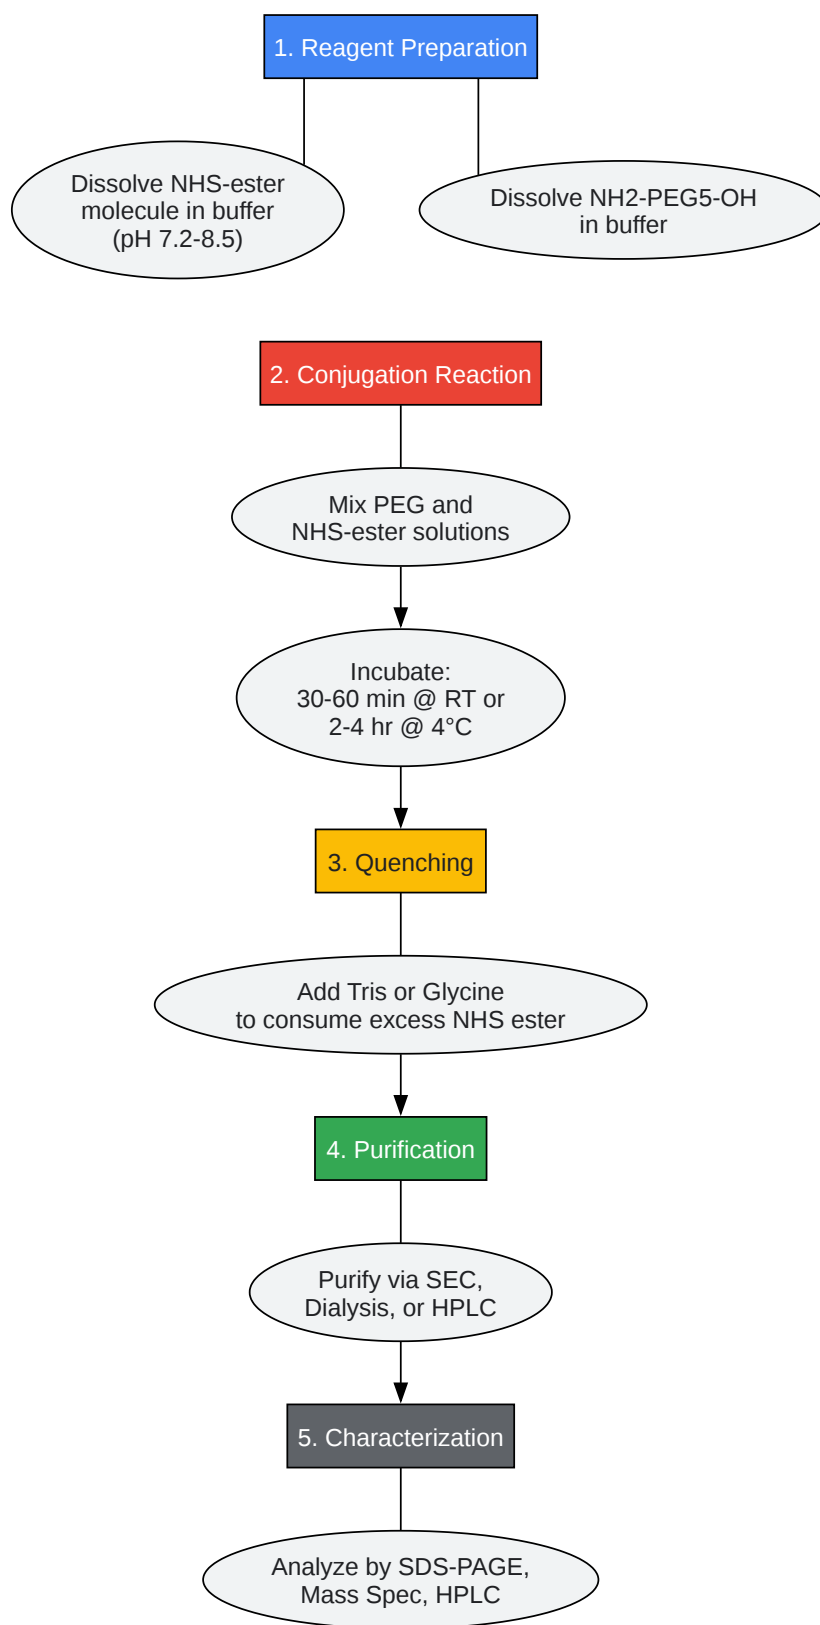 1. Reagent Preparation
Dissolve NHS-ester
molecule in buffer
(pH 7.2-8.5)
Dissolve NH2-PEG5-OH
in buffer
2. Conjugation Reaction
Mix PEG and
NHS-ester solutions
Incubate:
30-60 min @ RT or
2-4 hr @ 4°C
3. Quenching
Add Tris or Glycine
to consume excess NHS ester
4. Purification
Purify via SEC,
Dialysis, or HPLC
5. Characterization
Analyze by SDS-PAGE,
Mass Spec, HPLC